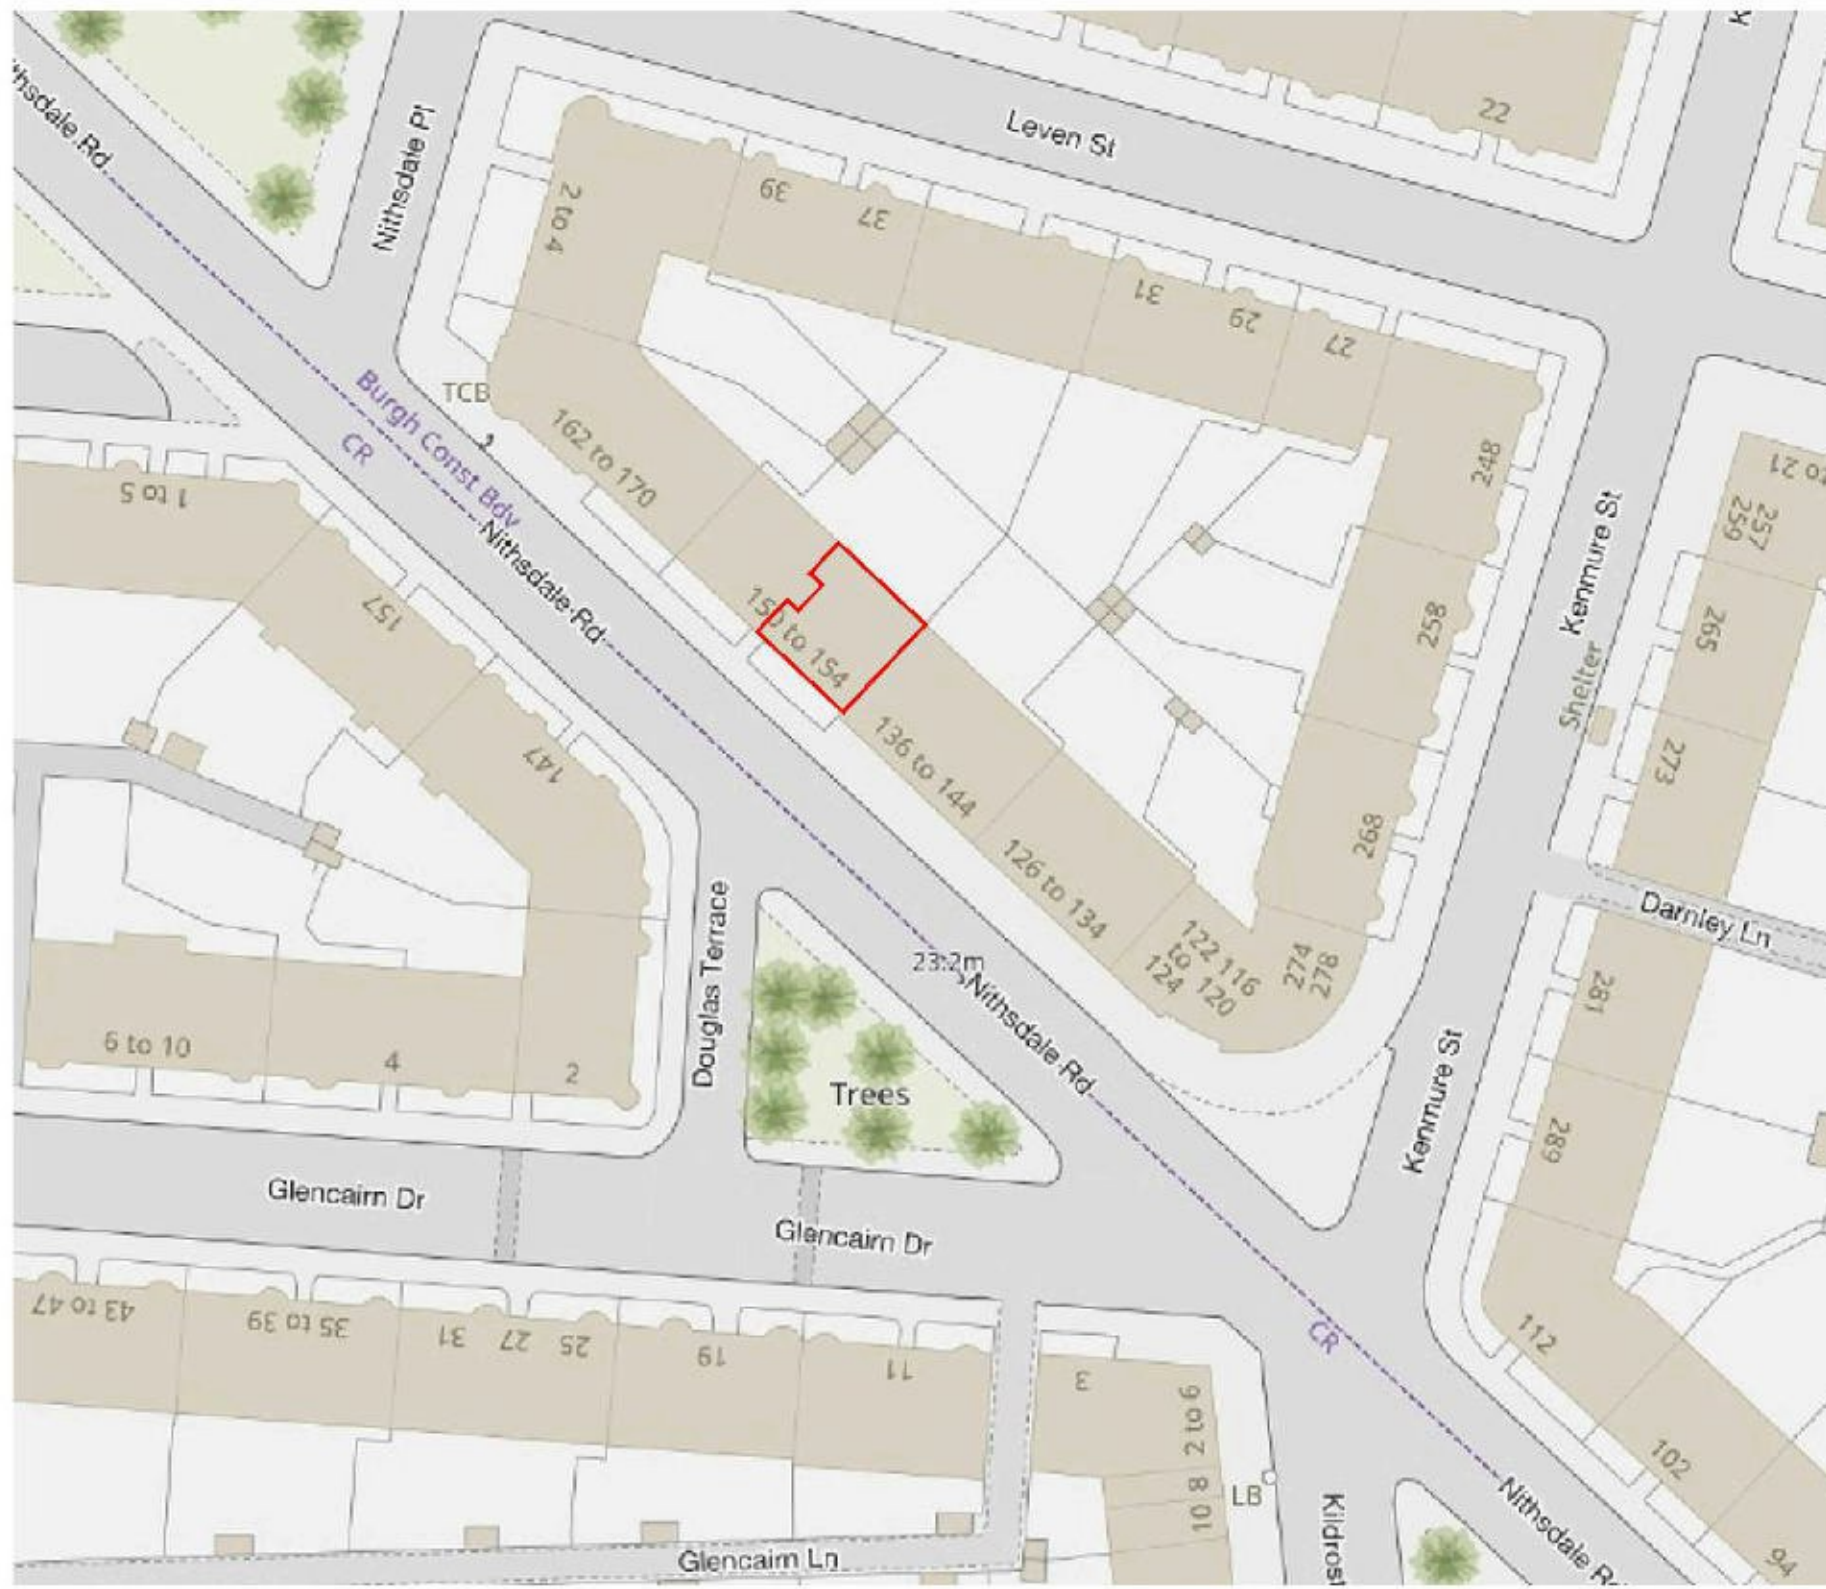 K
22
Leven St
thsdale Rd
Nithsdale Pl
2 to 4
39
37
31
29
27
TCB
Burgh Const Bdy
CR
162 to 170
248
1 to 5
21
257
259
Nithsdale Rd
Kenmure St
157
150 to 154
258
265
Shelter
147
136 to 144
273
268
126 to 134
Darnley Ln
122
to
124
116
120
274
278
281
Douglas Terrace
23.2m
Nithsdale Rd
6 to 10
4
2
Trees
Kenmure St
289
Glencairn Dr
Glencairn Dr
43 to 47
35 to 39
31
27
25
19
11
3
2 to 6
8
10
CR
112
102
LB
Kildrost
Nithsdale Rd
94
Glencairn Ln